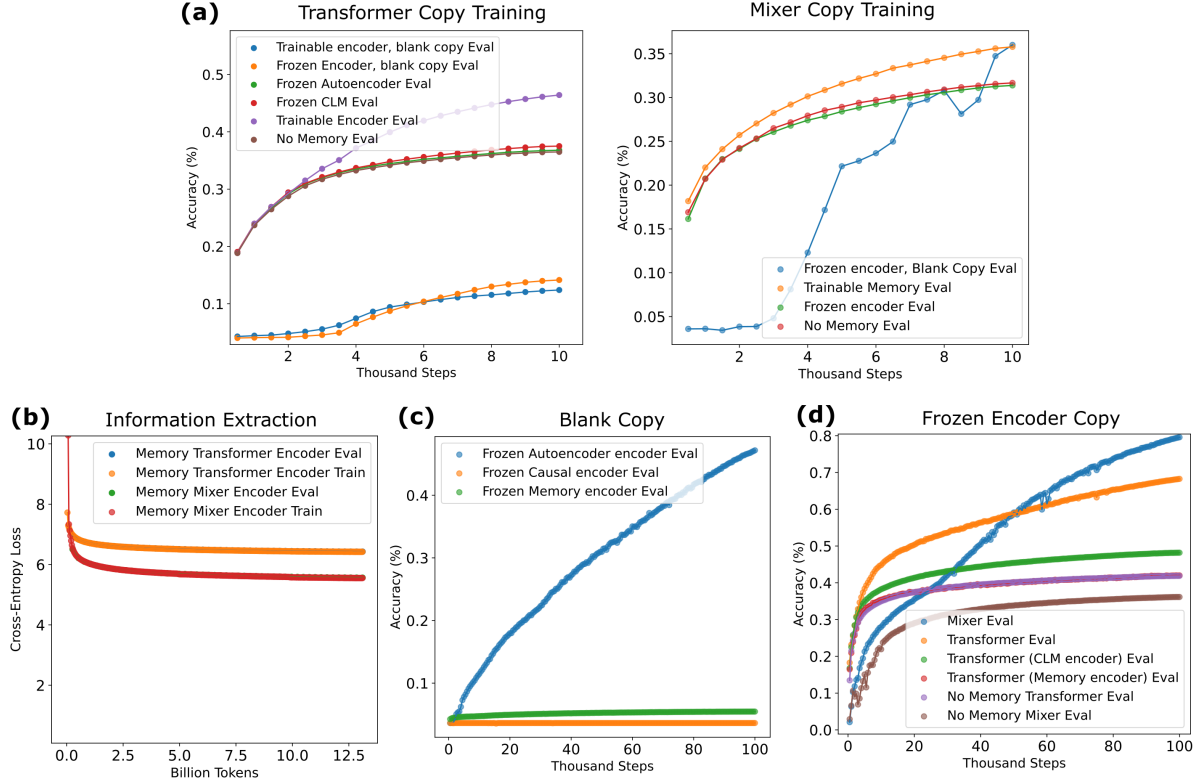 (a)
Transformer Copy Training
Accuracy (%)
0.5
0.4
0.3
0.2
0.1
Trainable encoder, blank copy Eval
Frozen Encoder, blank copy Eval
Frozen Autoencoder Eval
Frozen CLM Eval
Trainable Encoder Eval
No Memory Eval
2 4 6 8 10
Thousand Steps
Mixer Copy Training
Accuracy (%)
0.35
0.30
0.25
0.20
0.15
0.10
0.05
Frozen encoder, Blank Copy Eval
Trainable Memory Eval
Frozen encoder Eval
No Memory Eval
2 4 6 8 10
Thousand Steps
(b)
Information Extraction
Cross-Entropy Loss
10
8
6
4
2
Memory Transformer Encoder Eval
Memory Transformer Encoder Train
Memory Mixer Encoder Eval
Memory Mixer Encoder Train
0.0 2.5 5.0 7.5 10.0 12.5
Billion Tokens
(c)
Blank Copy
Accuracy (%)
0.4
0.3
0.2
0.1
Frozen Autoencoder encoder Eval
Frozen Causal encoder Eval
Frozen Memory encoder Eval
0 20 40 60 80 100
Thousand Steps
(d)
Frozen Encoder Copy
Accuracy (%)
0.8
0.7
0.6
0.5
0.4
0.3
0.2
0.1
0.0
Mixer Eval
Transformer Eval
Transformer (CLM encoder) Eval
Transformer (Memory encoder) Eval
No Memory Transformer Eval
No Memory Mixer Eval
0 20 40 60 80 100
Thousand Steps